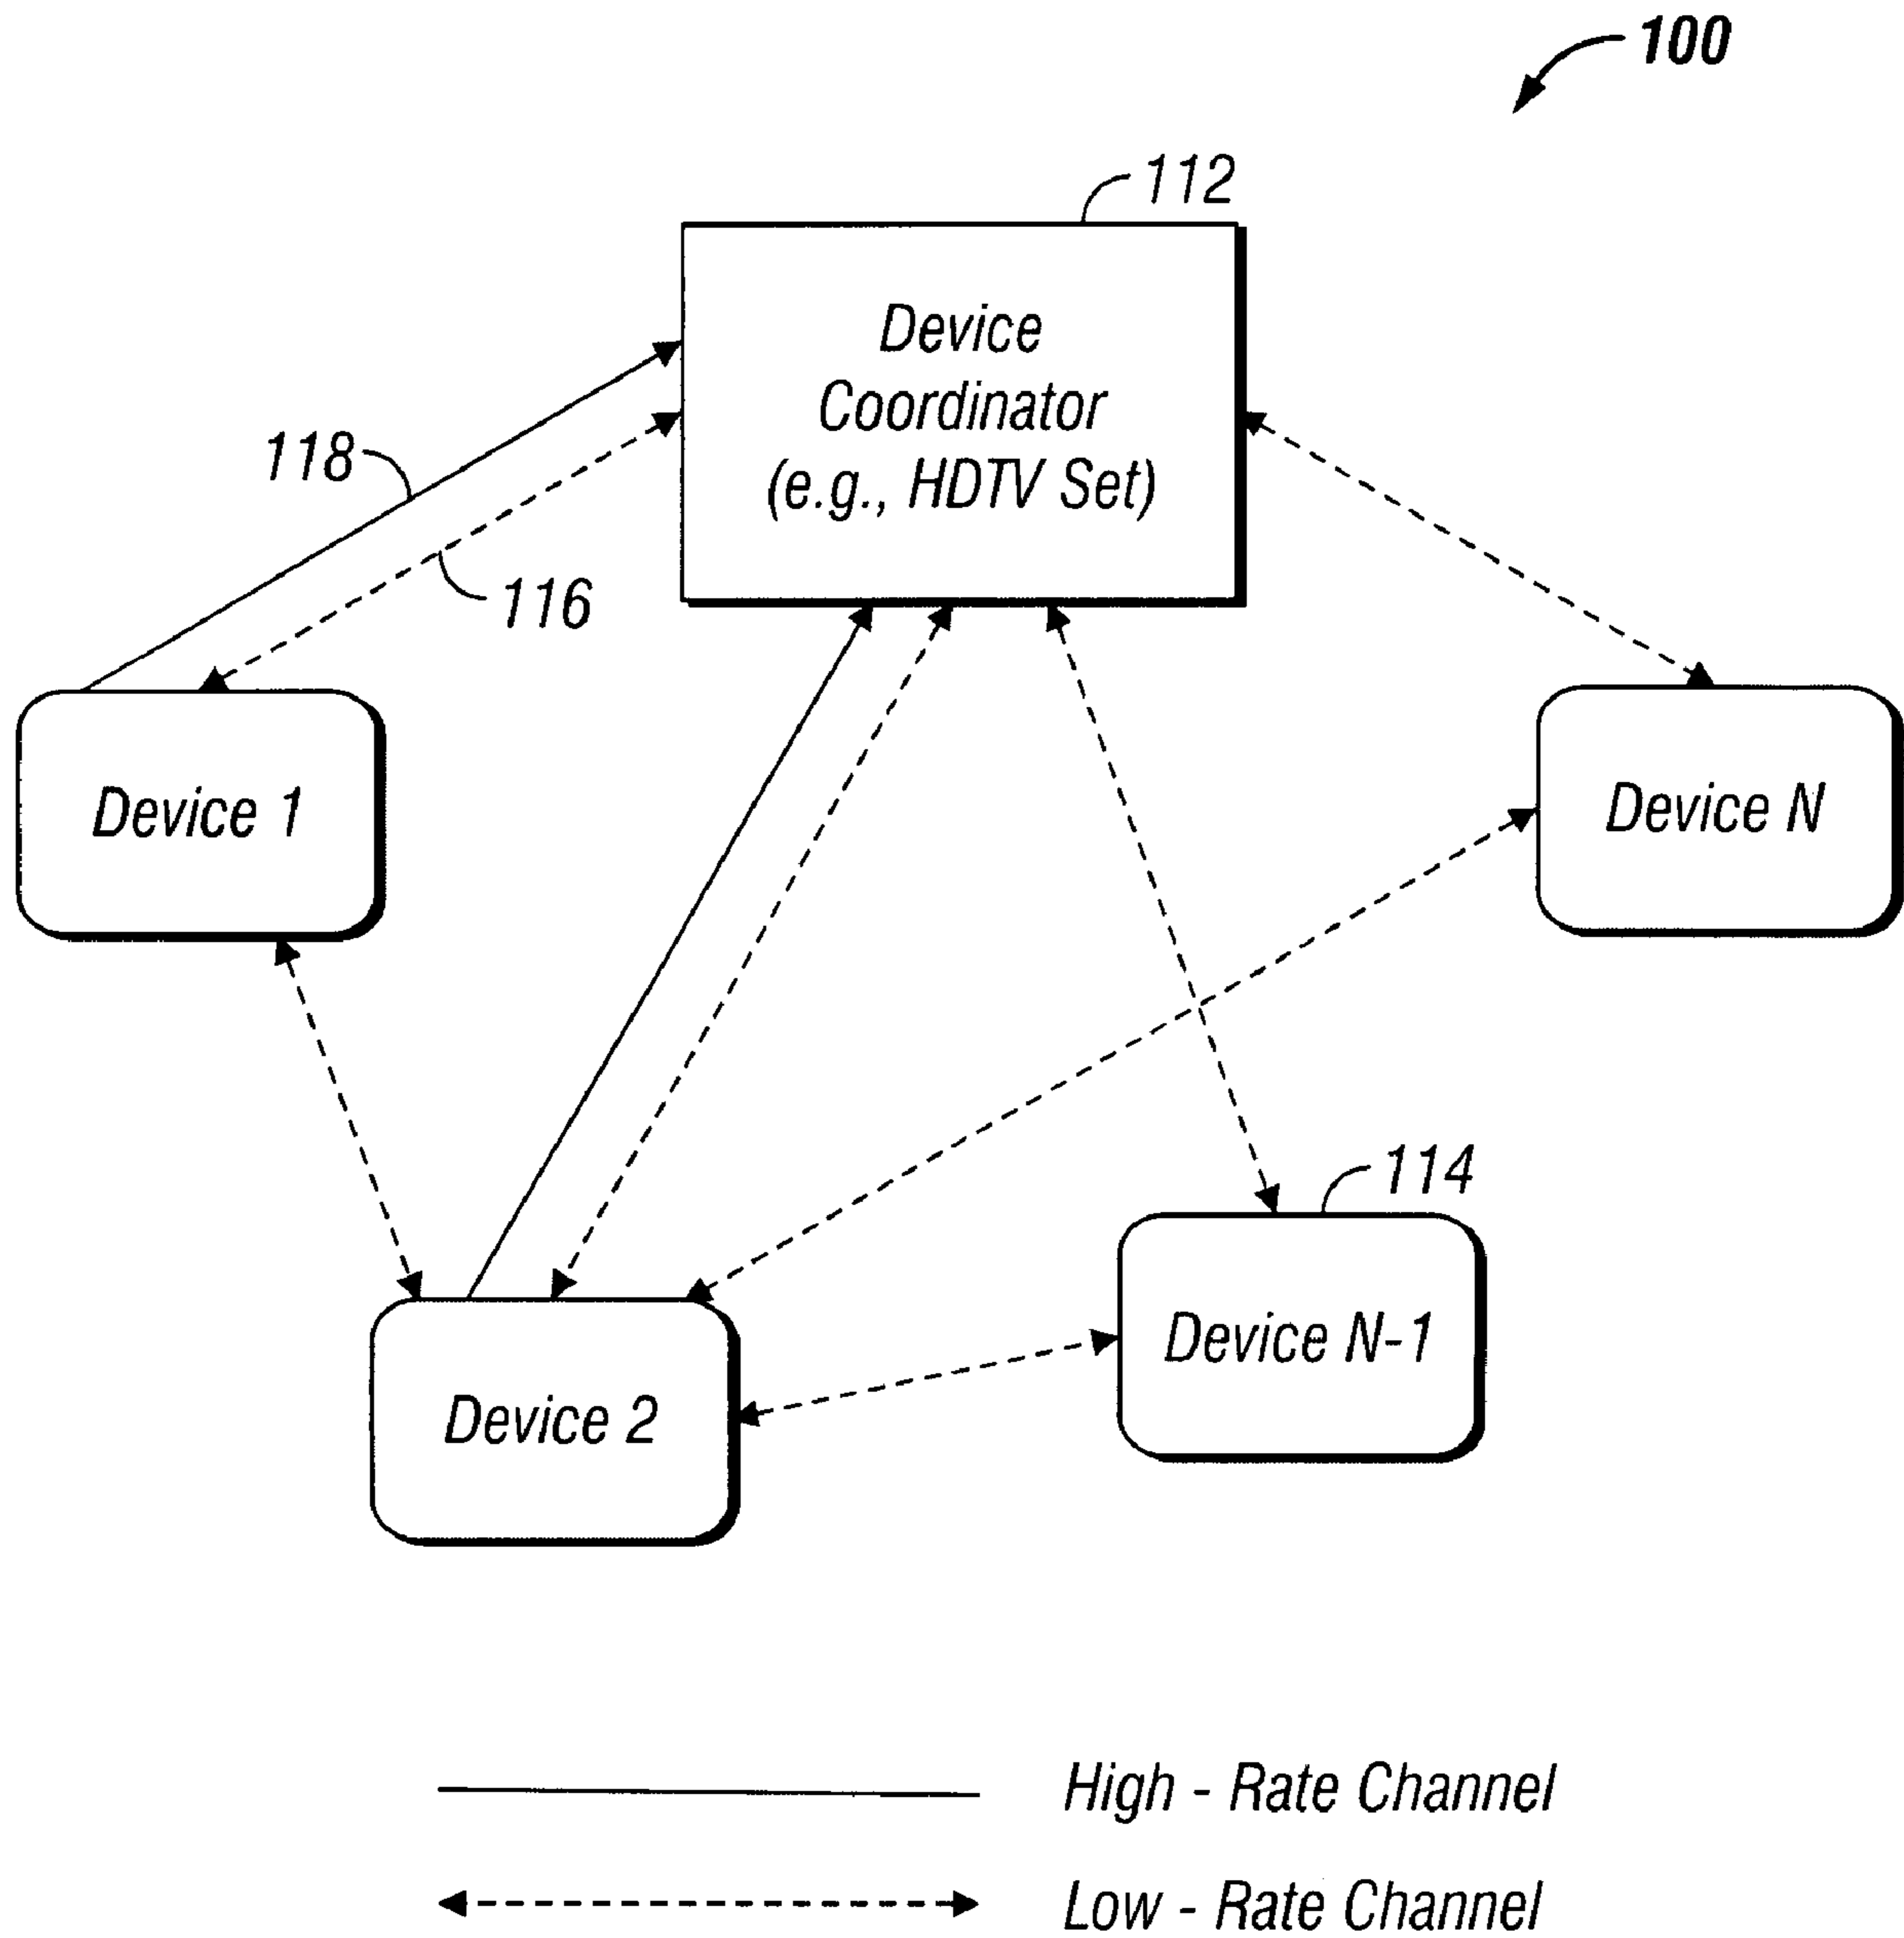 100
112
Device
Coordinator
(e.g., HDTV Set)
118
116
Device 1
Device N
114
Device N-1
Device 2
High - Rate Channel
Low - Rate Channel